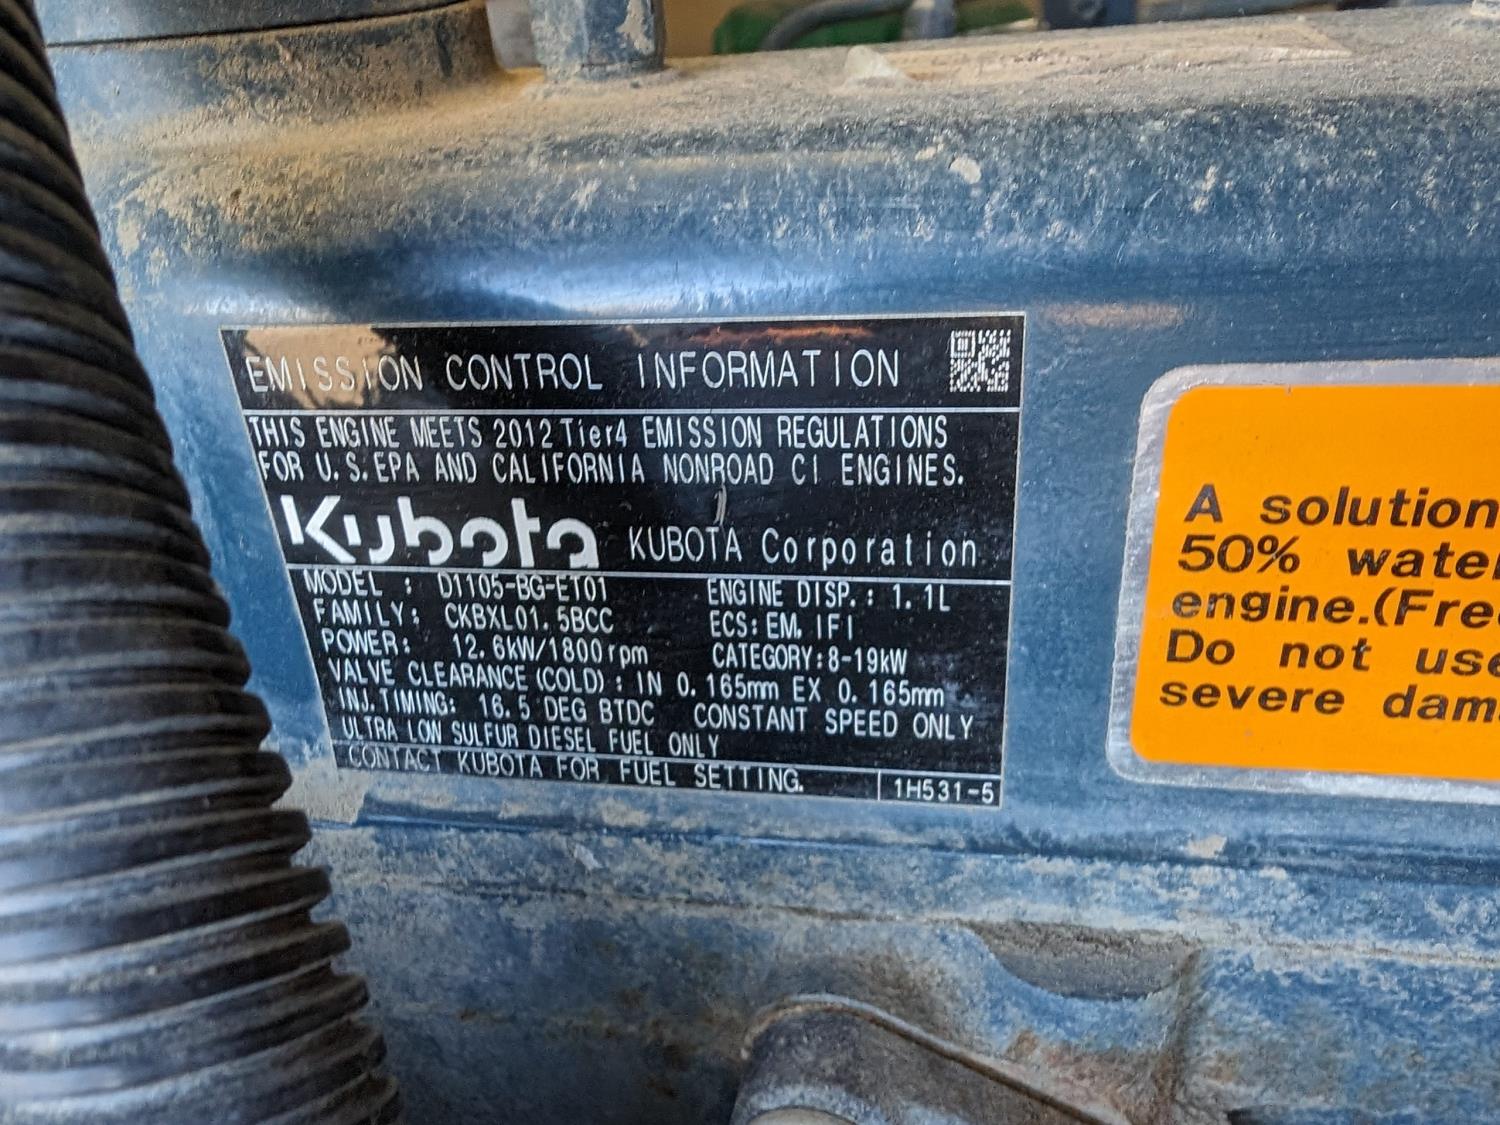 EMISSION CONTROL INFORMATION
THIS ENGINE MEETS 2012 Tier4 EMISSION REGULATIONS
FOR U.S.EPA AND CALIFORNIA NONROAD CI ENGINES.
Kubota KUBOTA Corporation
MODEL : D1105-BG-ET01 ENGINE DISP.: 1.1L
FAMILY: CKBXL01.5BCC ECS: EM, IFI
POWER: 12.6kW/1800rpm CATEGORY:8-19kW
VALVE CLEARANCE (COLD) : IN 0.165mm EX 0.165mm
INJ.TIMING: 16.5 DEG BTDC CONSTANT SPEED ONLY
ULTRA LOW SULFUR DIESEL FUEL ONLY
CONTACT KUBOTA FOR FUEL SETTING. 1H531-5
A solution
50% wate
engine.(Fre
Do not use
severe dam